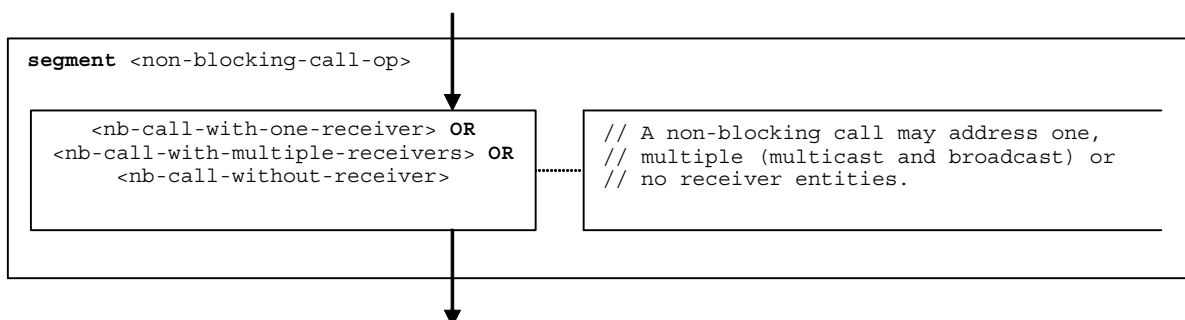 segment <non-blocking-call-op>
<nb-call-with-one-receiver> OR
<nb-call-with-multiple-receivers> OR
<nb-call-without-receiver>
// A non-blocking call may address one,
// multiple (multicast and broadcast) or
// no receiver entities.